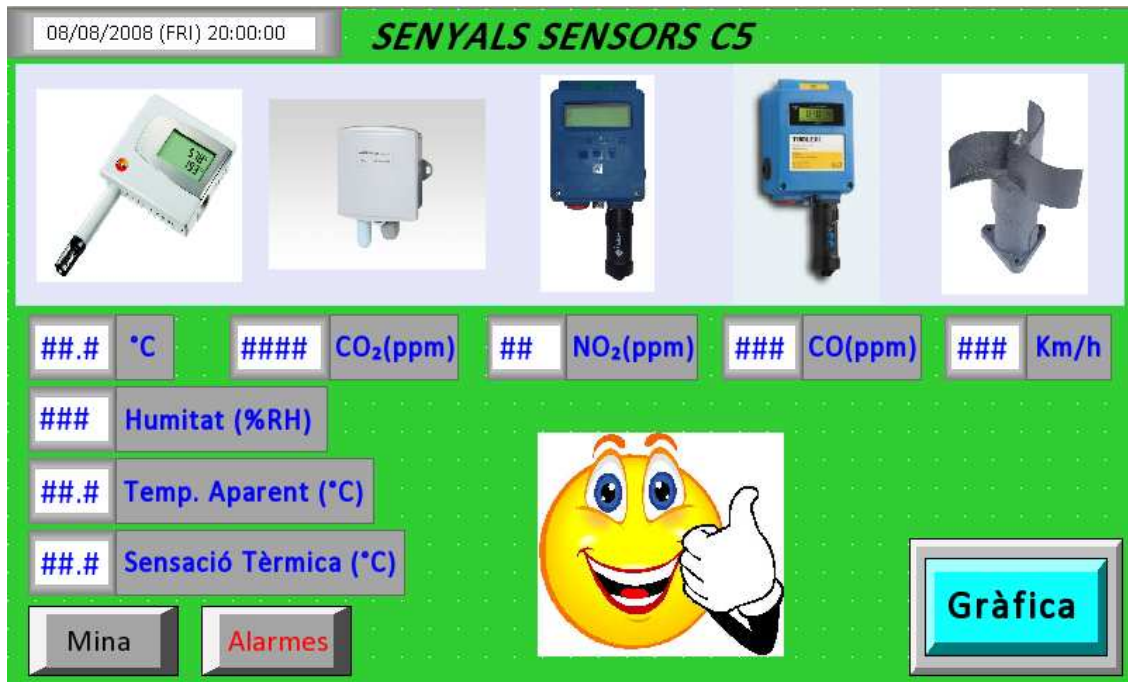 08/08/2008 (FRI) 20:00:00
SENYALS SENSORS C5
##.# °C #### CO₂(ppm) ## NO₂(ppm) ### CO(ppm) ### Km/h
### Humitat (%RH)
##.# Temp. Aparent (°C)
##.# Sensació Tèrmica (°C)
Mina Alarmes Gràfica